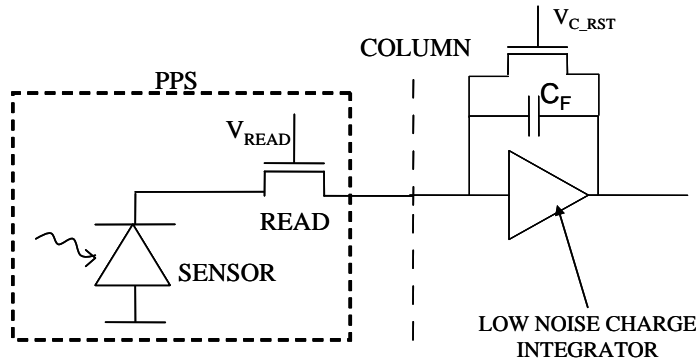 V_C_RST
COLUMN
PPS
C_F
V_READ
READ
SENSOR
LOW NOISE CHARGE
INTEGRATOR